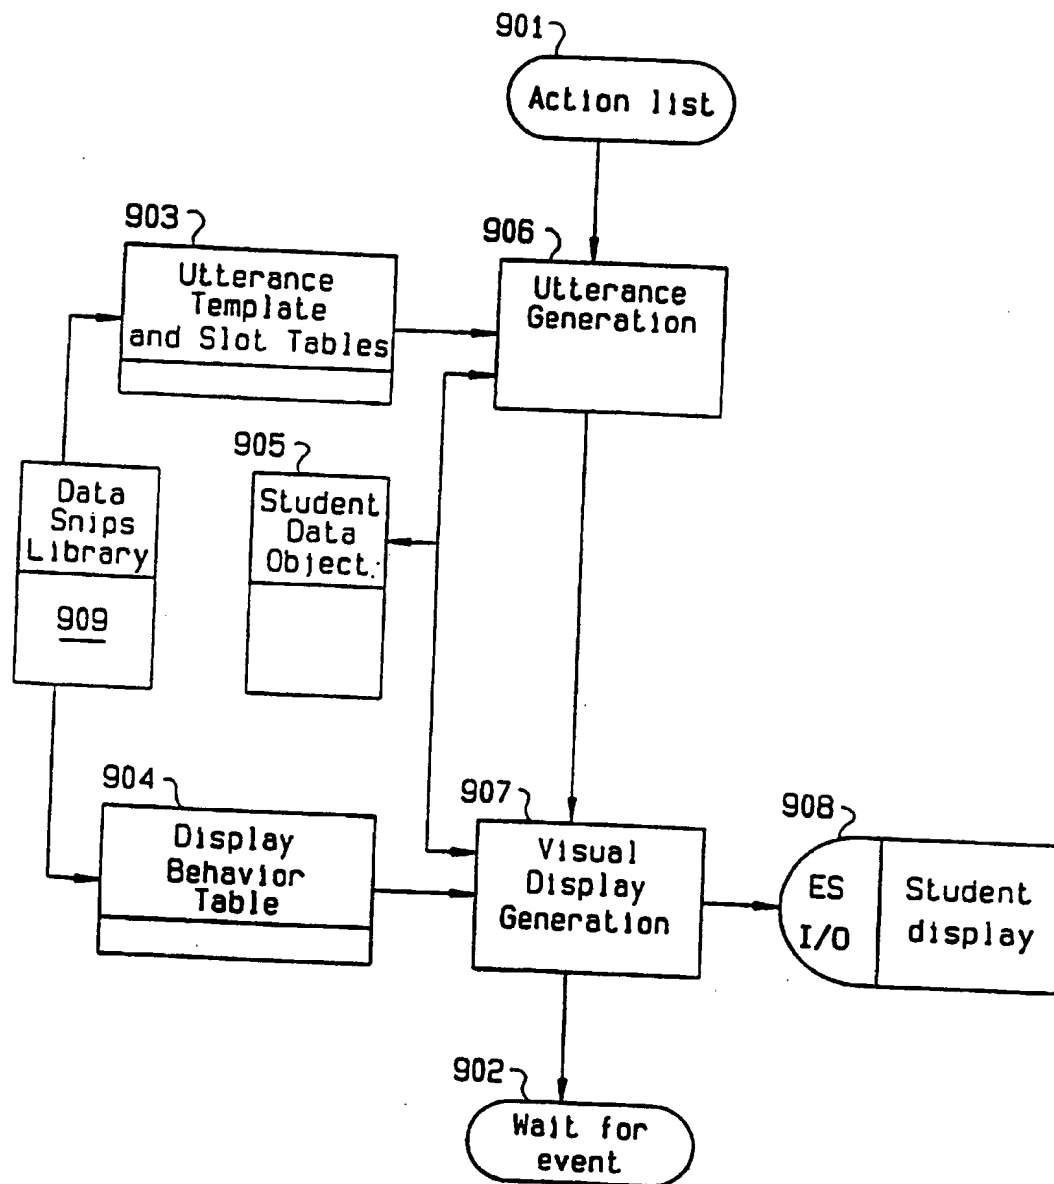 901
Action list
903
Utterance
Template
and Slot Tables
906
Utterance
Generation
905
Student
Data
Object
Data
Snips
Library
909
904
Display
Behavior
Table
907
Visual
Display
Generation
908
ES
I/O
Student
display
902
Wait for
event